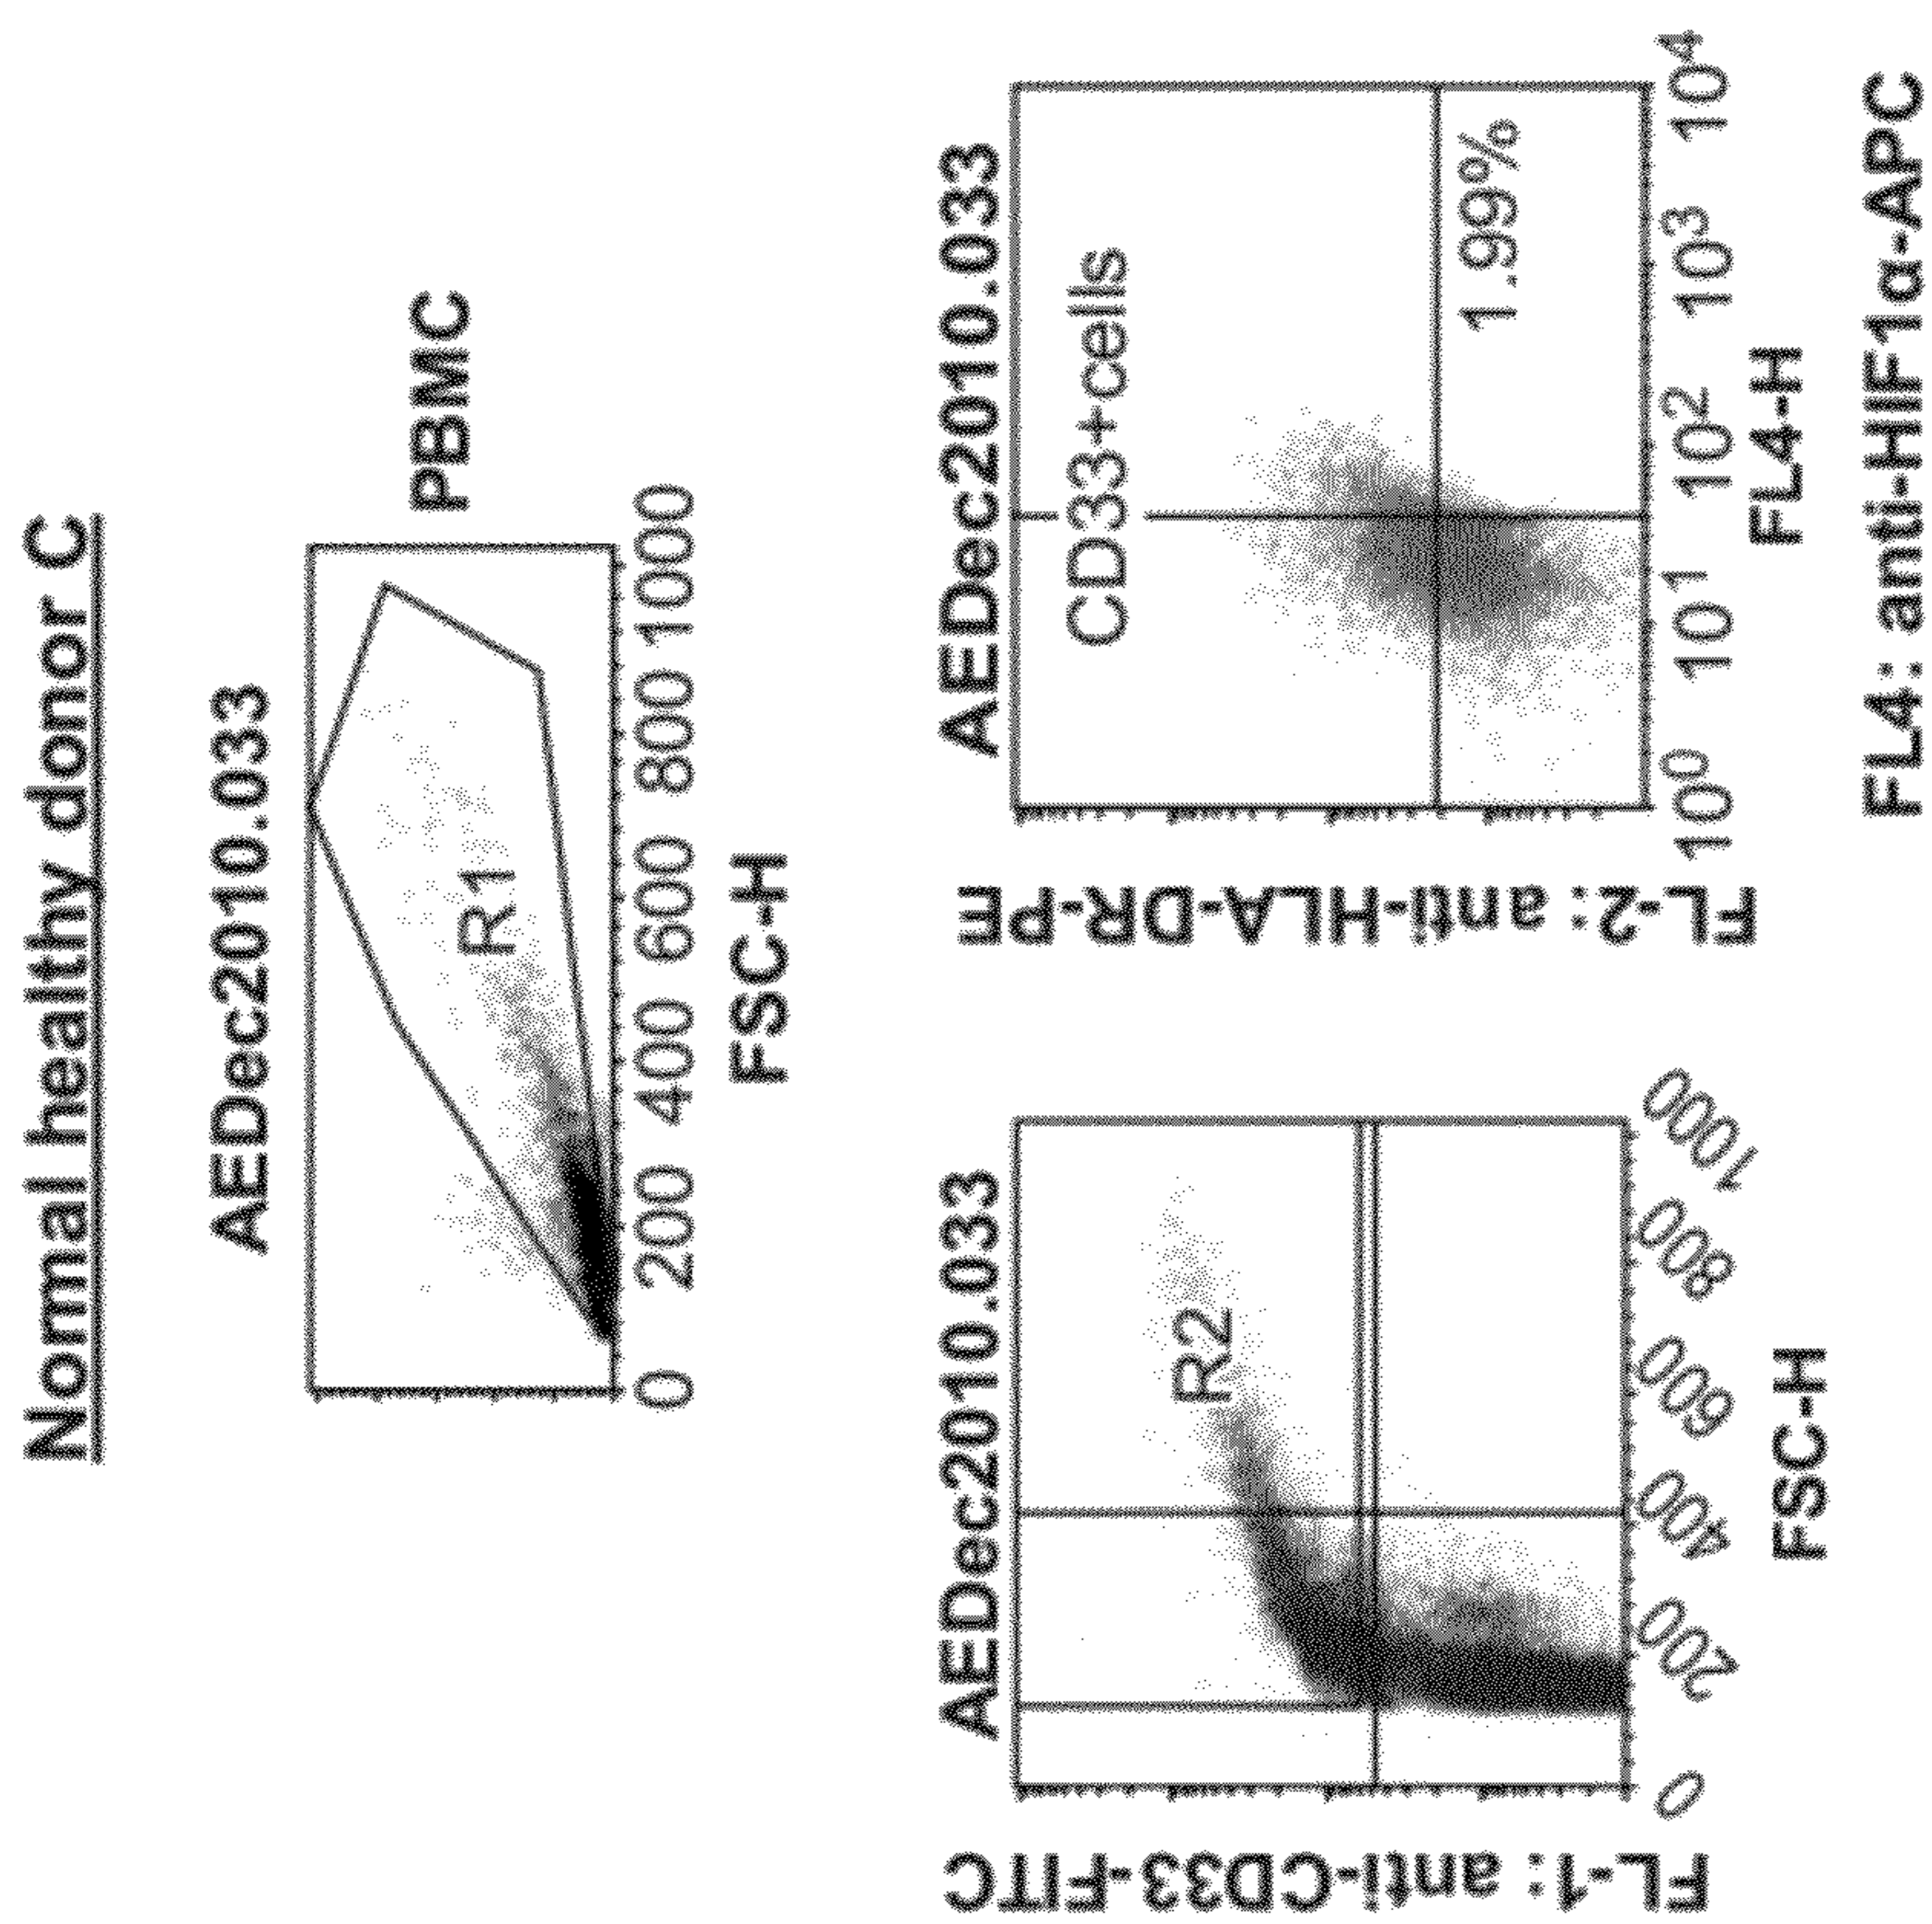 Normal healthy donor C
AEDec2010.033
R1
PBMC
0 200 400 600 800 1000
FSC-H
AEDec2010.033
FL-1: anti-CD33-FITC
R2
0 200 400 600 800 1000
FSC-H
AEDec2010.033
FL-2: anti-HLA-DR-PE
CD33+cells
1.99%
10⁰ 10¹ 10² 10³ 10⁴
FL4-H
FL4: anti-HIF1α-APC